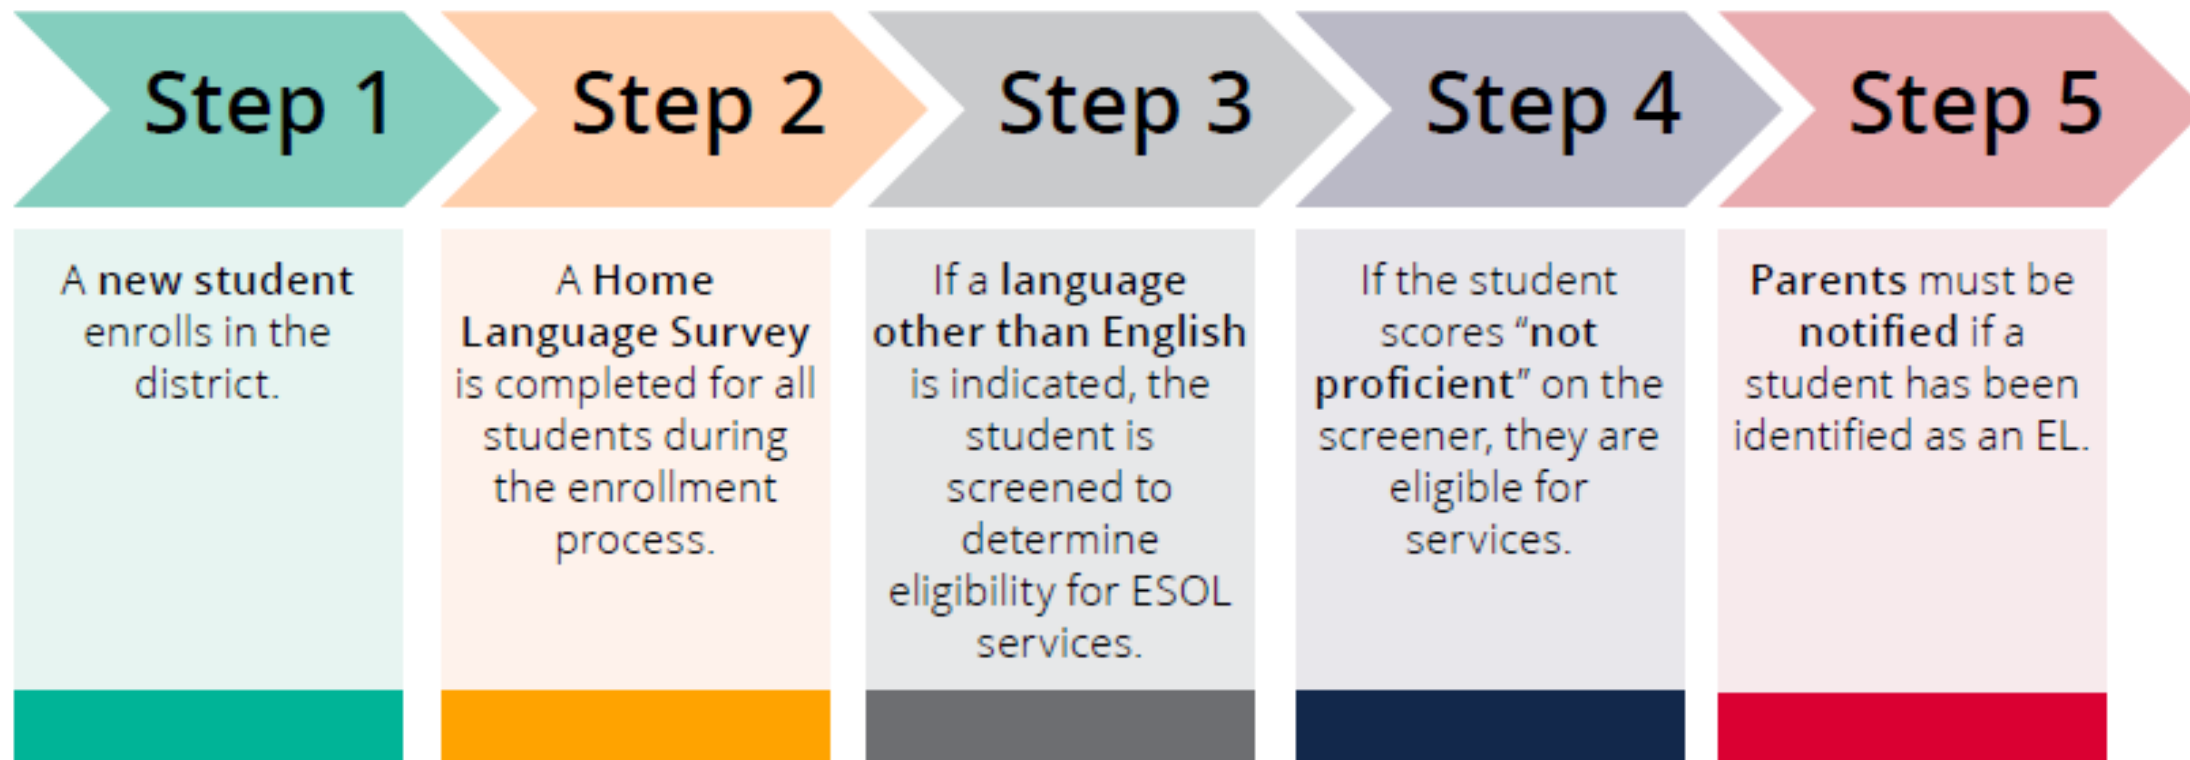 Step 1
A new student
enrolls in the
district.
Step 2
A Home
Language Survey
is completed for all
students during
the enrollment
process.
Step 3
If a language
other than English
is indicated, the
student is
screened to
determine
eligibility for ESOL
services.
Step 4
If the student
scores “not
proficient” on the
screener, they are
eligible for
services.
Step 5
Parents must be
notified if a
student has been
identified as an EL.